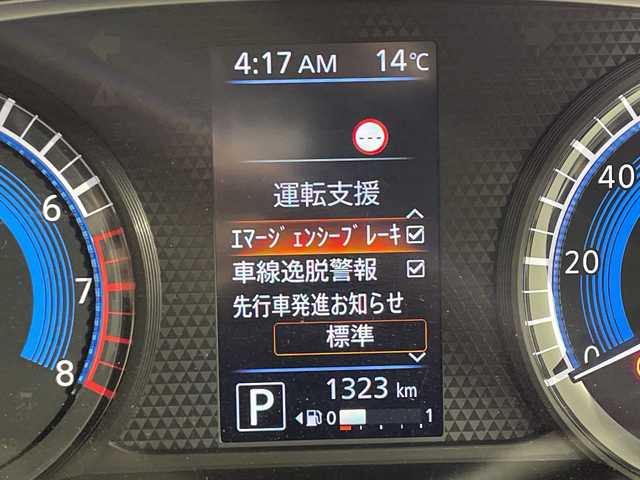 4:17 AM 14℃
---
運転支援
ｴﾏｰｼﾞｪﾝｼｰﾌﾞﾚｰｷ
車線逸脱警報
先行車発進お知らせ
標準
1323 km
P 0 1
6
7
8
40
20
0